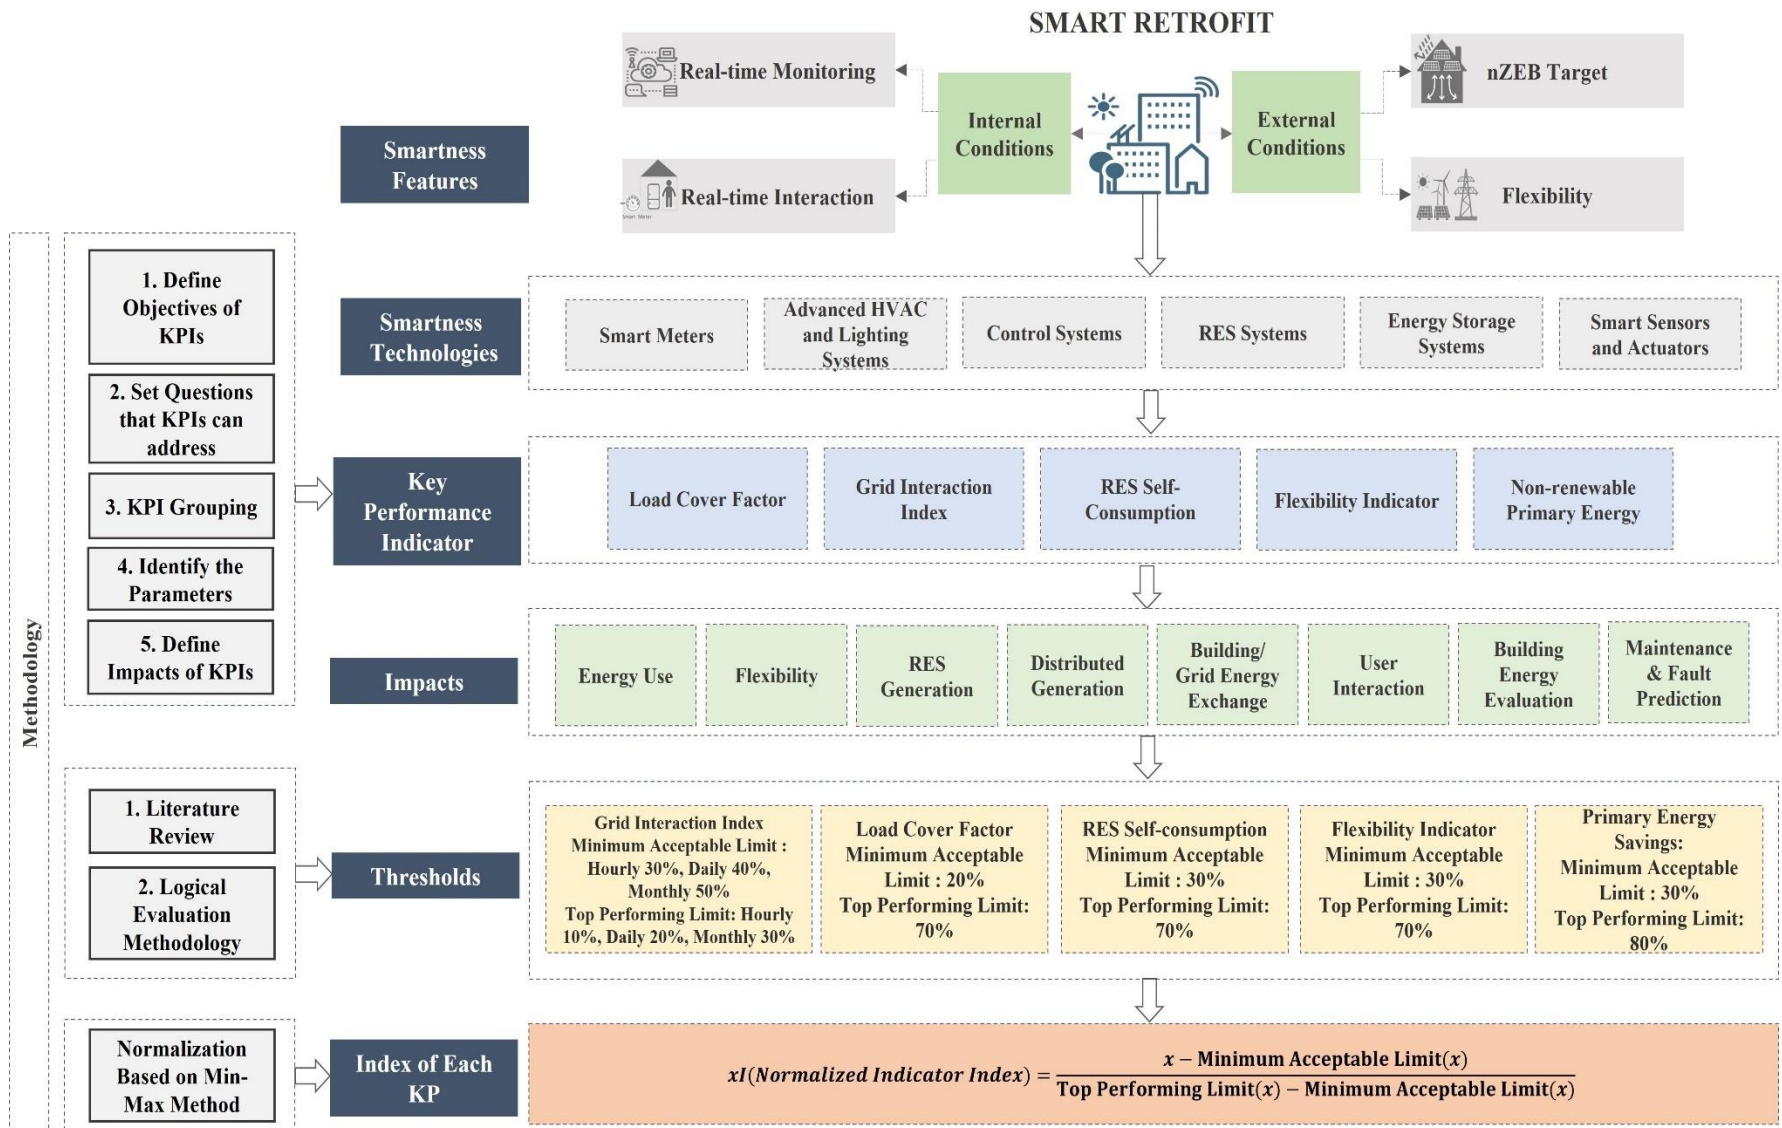 SMART RETROFIT
Real-time Monitoring
nZEB Target
Internal
Conditions
External
Conditions
Smartness
Features
Real-time Interaction
Smart Meter
Flexibility
Methodology
1. Define
Objectives of
KPIs
2. Set Questions
that KPIs can
address
3. KPI Grouping
4. Identify the
Parameters
5. Define
Impacts of KPIs
Smartness
Technologies
Smart Meters
Advanced HVAC
and Lighting
Systems
Control Systems
RES Systems
Energy Storage
Systems
Smart Sensors
and Actuators
Key
Performance
Indicator
Load Cover Factor
Grid Interaction
Index
RES Self-
Consumption
Flexibility Indicator
Non-renewable
Primary Energy
Impacts
Energy Use
Flexibility
RES
Generation
Distributed
Generation
Building/
Grid Energy
Exchange
User
Interaction
Building
Energy
Evaluation
Maintenance
& Fault
Prediction
1. Literature
Review
2. Logical
Evaluation
Methodology
Thresholds
Grid Interaction Index
Minimum Acceptable Limit :
Hourly 30%, Daily 40%,
Monthly 50%
Top Performing Limit: Hourly
10%, Daily 20%, Monthly 30%
Load Cover Factor
Minimum Acceptable
Limit : 20%
Top Performing Limit:
70%
RES Self-consumption
Minimum Acceptable
Limit : 30%
Top Performing Limit:
70%
Flexibility Indicator
Minimum Acceptable
Limit : 30%
Top Performing Limit:
70%
Primary Energy
Savings:
Minimum Acceptable
Limit : 30%
Top Performing Limit:
80%
Normalization
Based on Min-
Max Method
Index of Each
KP
xI(Normalized Indicator Index) =
x − Minimum Acceptable Limit(x)
Top Performing Limit(x) − Minimum Acceptable Limit(x)